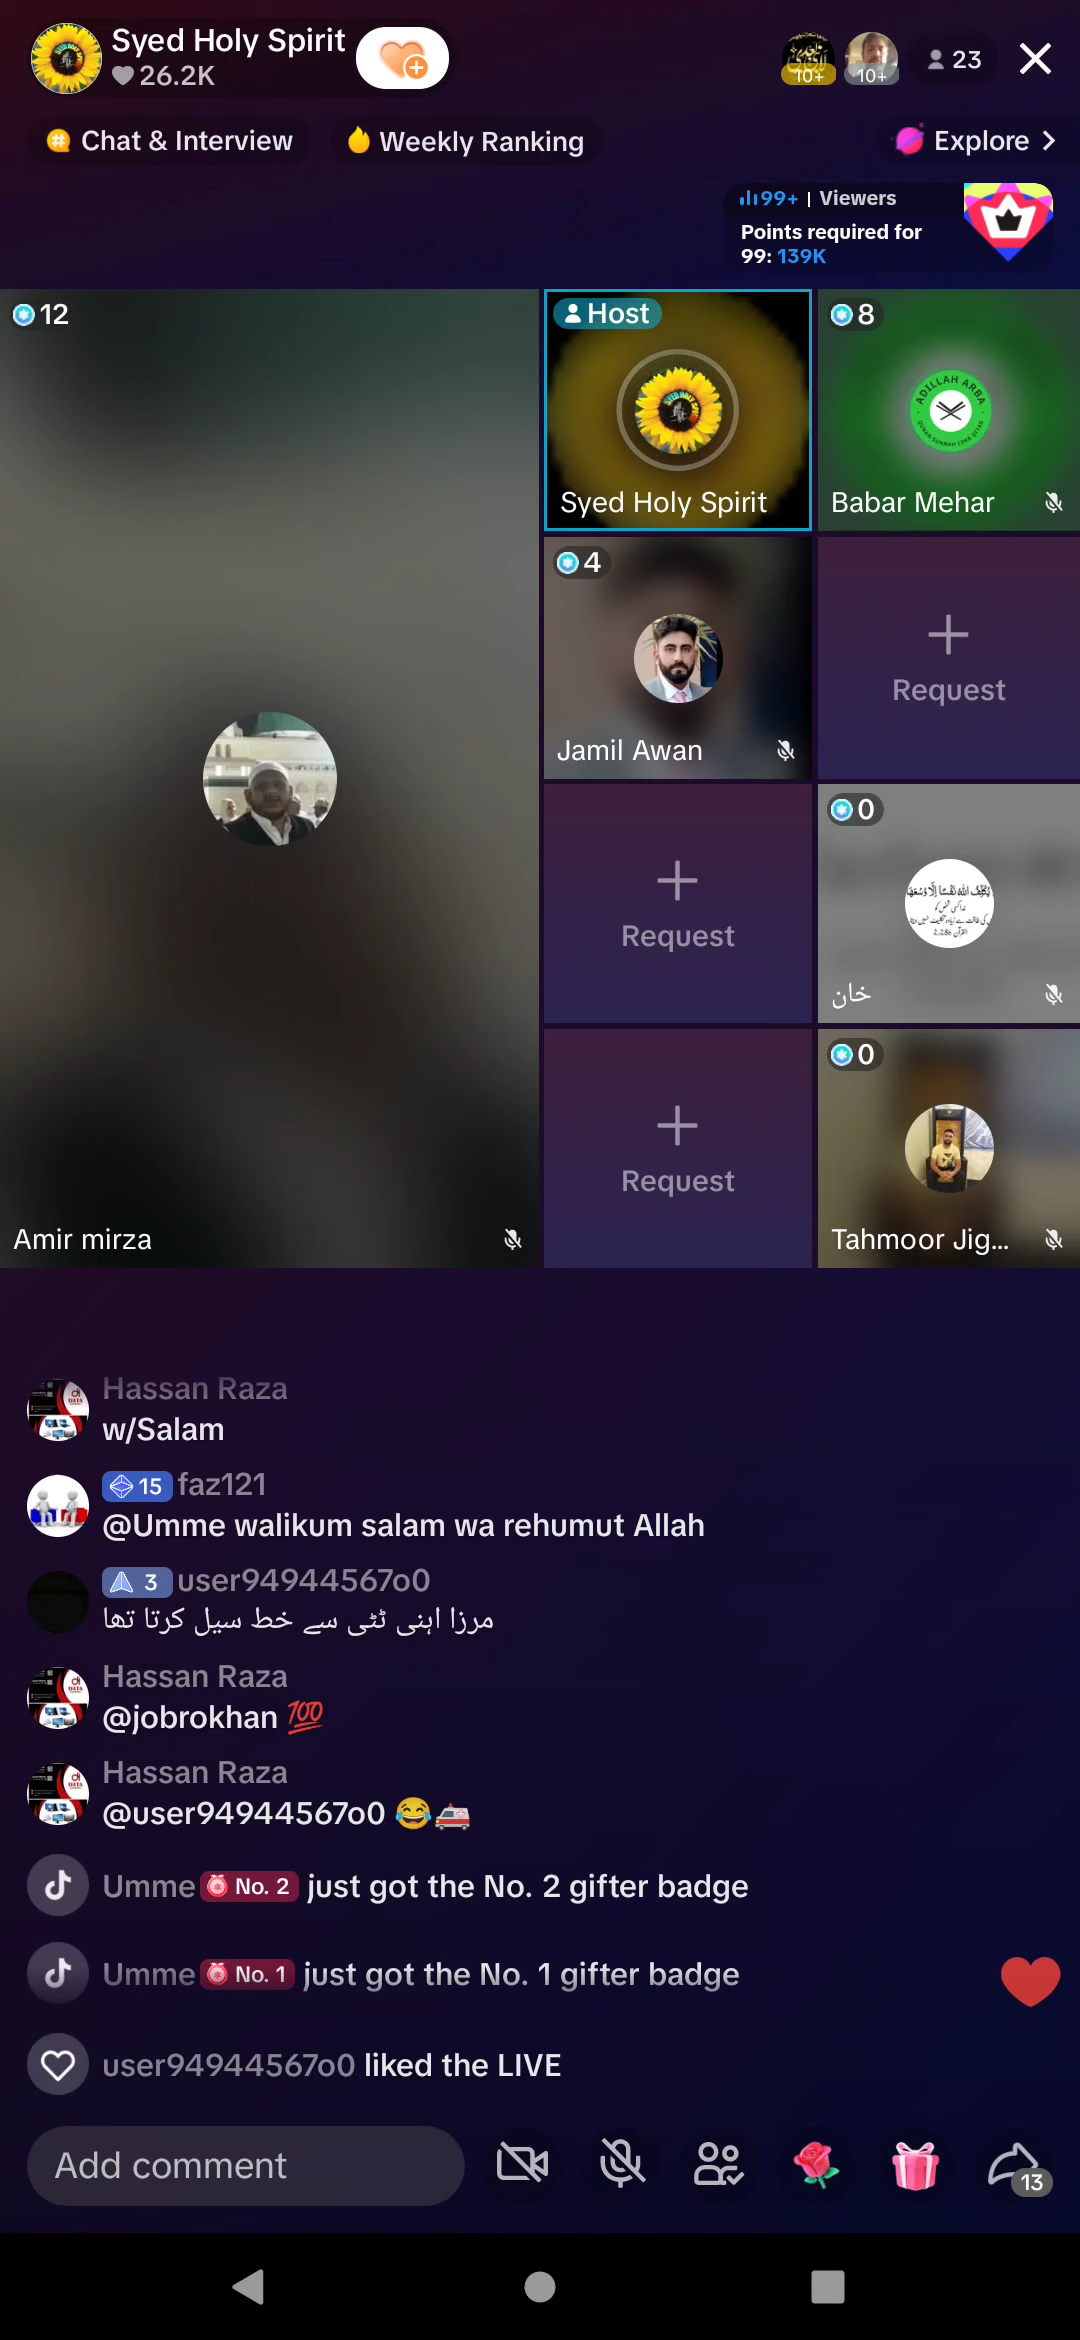 Syed Holy Spirit
26.2K
10+
10+
23
Chat & Interview
Weekly Ranking
Explore
99+ | Viewers
Points required for
99: 139K
12
Host
Syed Holy Spirit
8
ADILLAH ARBA
Babar Mehar
4
Jamil Awan
Request
Request
0
خان
Request
0
Tahmoor Jig...
Amir mirza
Hassan Raza
w/Salam
15 faz121
@Umme walikum salam wa rehumut Allah
3 user94944567o0
مرزا اہنی ٹٹی سے خط سیل کرتا تھا
Hassan Raza
@jobrokhan 💯
Hassan Raza
@user94944567o0 😂🚑
Umme No. 2 just got the No. 2 gifter badge
Umme No. 1 just got the No. 1 gifter badge
user94944567o0 liked the LIVE
Add comment
13